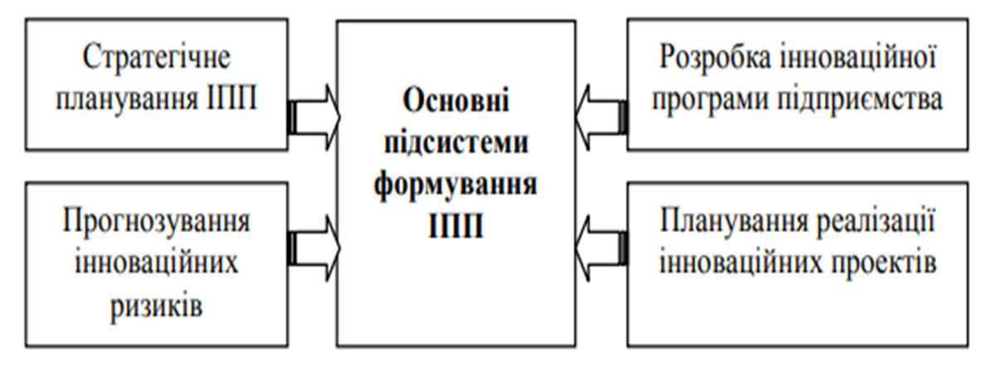 Стратегічне
планування ІПП
Прогнозування
інноваційних
ризиків
Основні
підсистеми
формування
ІПП
Розробка інноваційної
програми підприємства
Планування реалізації
інноваційних проектів